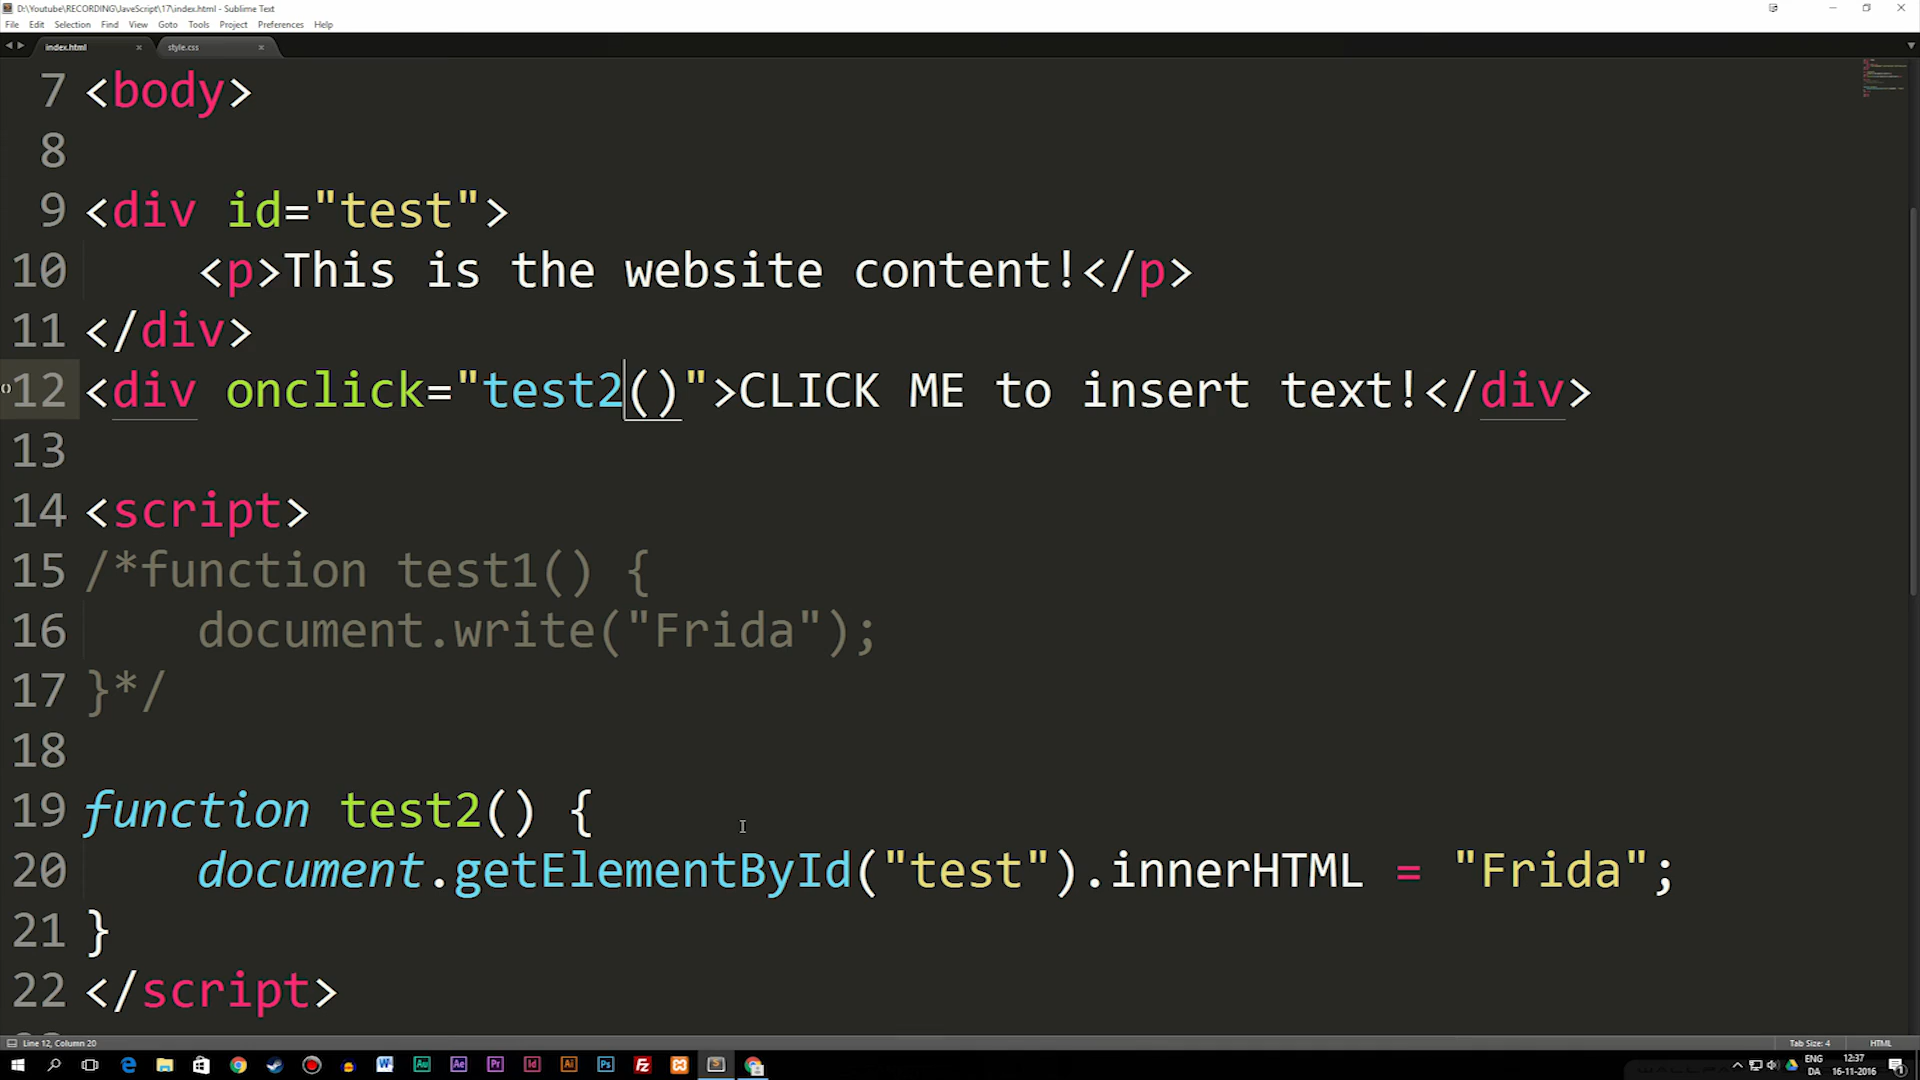 D:\Youtube\RECORDING\JaveScript\17\index.html - Sublime Text
File Edit Selection Find View Goto Tools Project Preferences Help
index.html × style.css ×
7 <body>
8
9 <div id="test">
10 <p>This is the website content!</p>
11 </div>
12 <div onclick="test2()">CLICK ME to insert text!</div>
13
14 <script>
15 /*function test1() {
16 document.write("Frida");
17 }*/
18
19 function test2() {
20 document.getElementById("test").innerHTML = "Frida";
21 }
22 </script>
Line 12, Column 20 Tab Size: 4 HTML
ENG 12:37
DA 16-11-2016